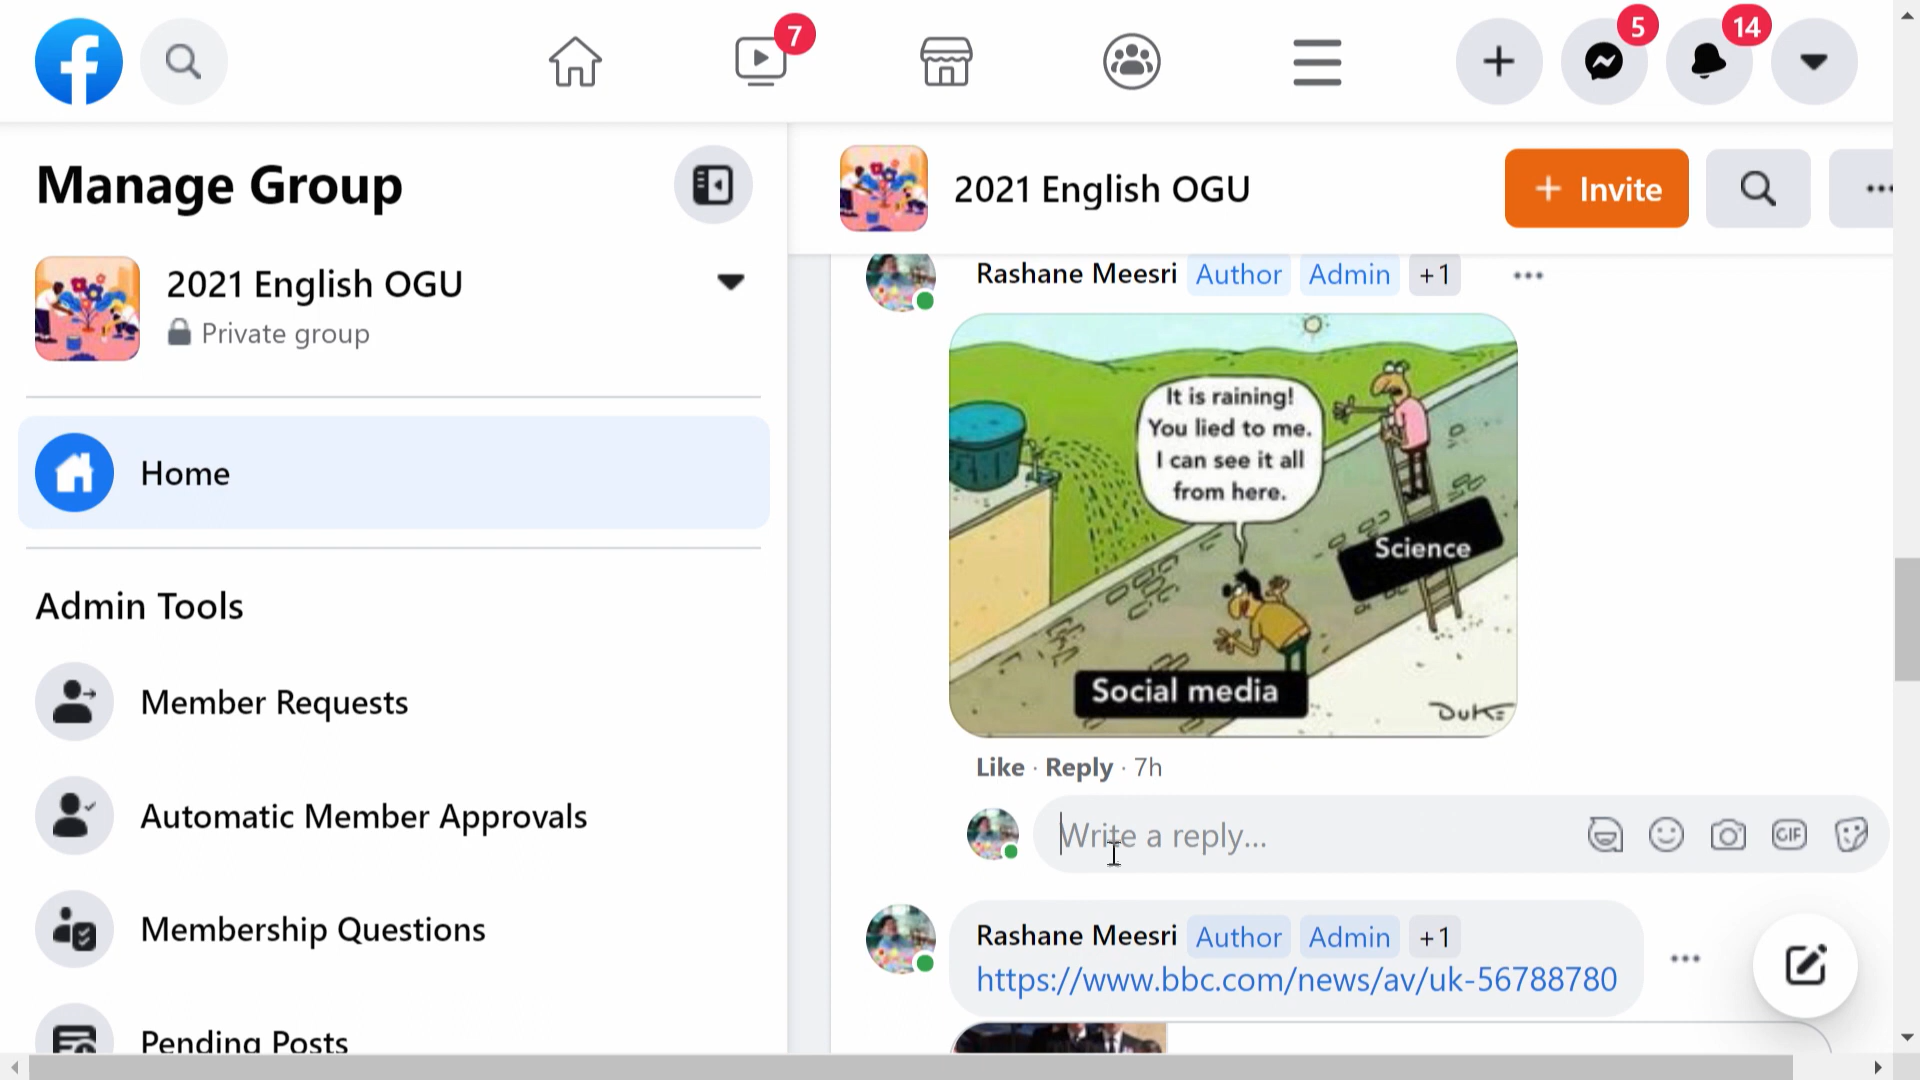 7
5
14
Manage Group
2021 English OGU
Private group
Home
Admin Tools
Member Requests
Automatic Member Approvals
Membership Questions
Pending Posts
2021 English OGU
+ Invite
Rashane Meesri Author Admin +1
It is raining!
You lied to me.
I can see it all
from here.
Science
Social media
Duke
Like · Reply · 7h
Write a reply...
GIF
Rashane Meesri Author Admin +1
https://www.bbc.com/news/av/uk-56788780